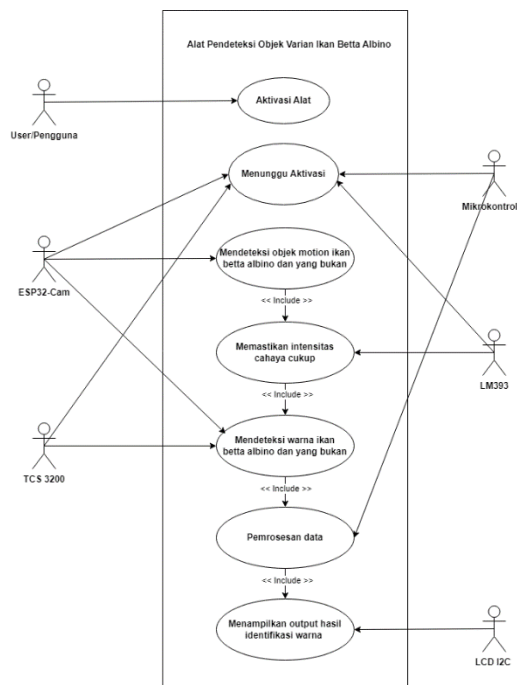 Alat Pendeteksi Objek Varian Ikan Betta Albino
Aktivasi Alat
User/Pengguna
Menunggu Aktivasi
Mikrokontrol
Mendeteksi objek motion ikan
betta albino dan yang bukan
ESP32-Cam
<< Include >>
Memastikan intensitas
cahaya cukup
LM393
<< Include >>
Mendeteksi warna ikan
betta albino dan yang bukan
TCS 3200
<< Include >>
Pemrosesan data
<< Include >>
Menampilkan output hasil
identifikasi warna
LCD I2C